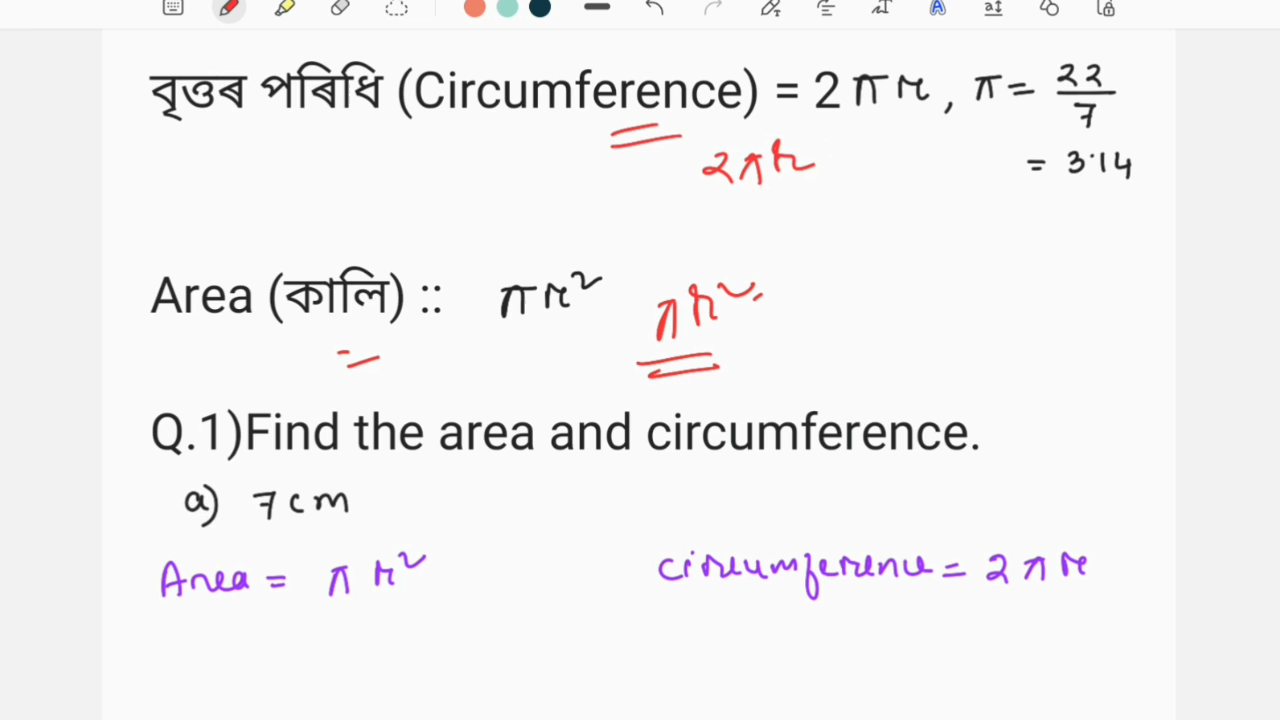 বৃত্তৰ পৰিধি (Circumference) = 2πr, π = 22/7
2πr = 3.14
Area (কালি) :: πr² πr²
Q.1)Find the area and circumference.
a) 7cm
Area = πr² circumference = 2πr